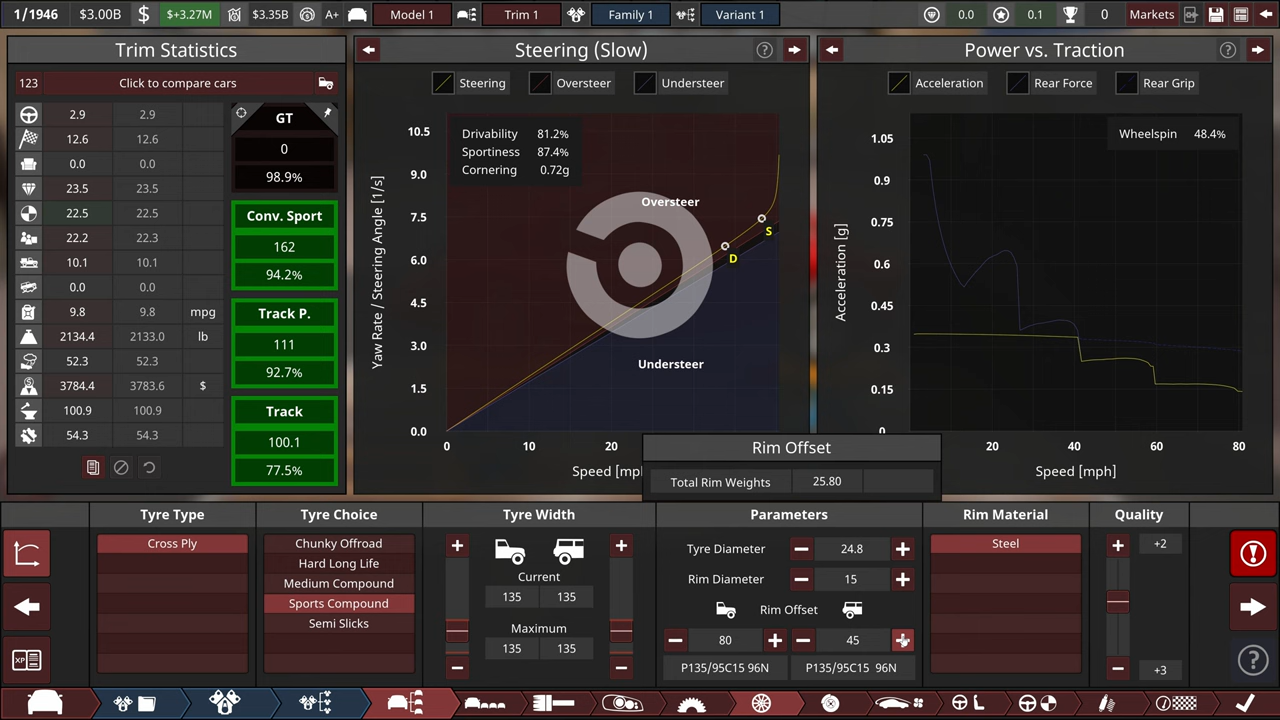 1/1946 $ $+3.27M $3.35B A+ Model 1 Trim 1 Family 1 Variant 1 0.0 0.1 0 Markets
Trim Statistics
123 Click to compare cars
2.9 2.9
12.6 12.6
0.0 0.0
23.5 23.5
22.5 22.5
22.2 22.3
10.1 10.1
0.0 0.0
9.8 9.8 mpg
2134.4 2133.0 lb
52.3 52.3
3784.4 3783.6 $
100.9 100.9
54.3 54.3
GT
0
98.9%
Conv. Sport
162
94.2%
Track P.
111
92.7%
Track
100.1
77.5%
Steering (Slow) ?
Steering Oversteer Understeer
Drivability 81.2%
Sportiness 87.4%
Cornering 0.72g
Yaw Rate / Steering Angle [1/s]
10.5
9.0
7.5
6.0
4.5
3.0
1.5
0.0
Oversteer
S
D
Understeer
0 10 20
Speed [mp
Power vs. Traction ?
Acceleration Rear Force Rear Grip
Wheelspin 48.4%
Acceleration [g]
1.05
0.9
0.75
0.6
0.45
0.3
0.15
0
20 40 60 80
Speed [mph]
Rim Offset
Total Rim Weights 25.80
Tyre Type
Cross Ply
Tyre Choice
Chunky Offroad
Hard Long Life
Medium Compound
Sports Compound
Semi Slicks
Tyre Width
+ +
Current
135 135
Maximum
135 135
Parameters
Tyre Diameter 24.8
Rim Diameter 15
Rim Offset
80 45
P135/95C15 96N P135/95C15 96N
Rim Material
Steel
Quality
+2
+3
?
XP